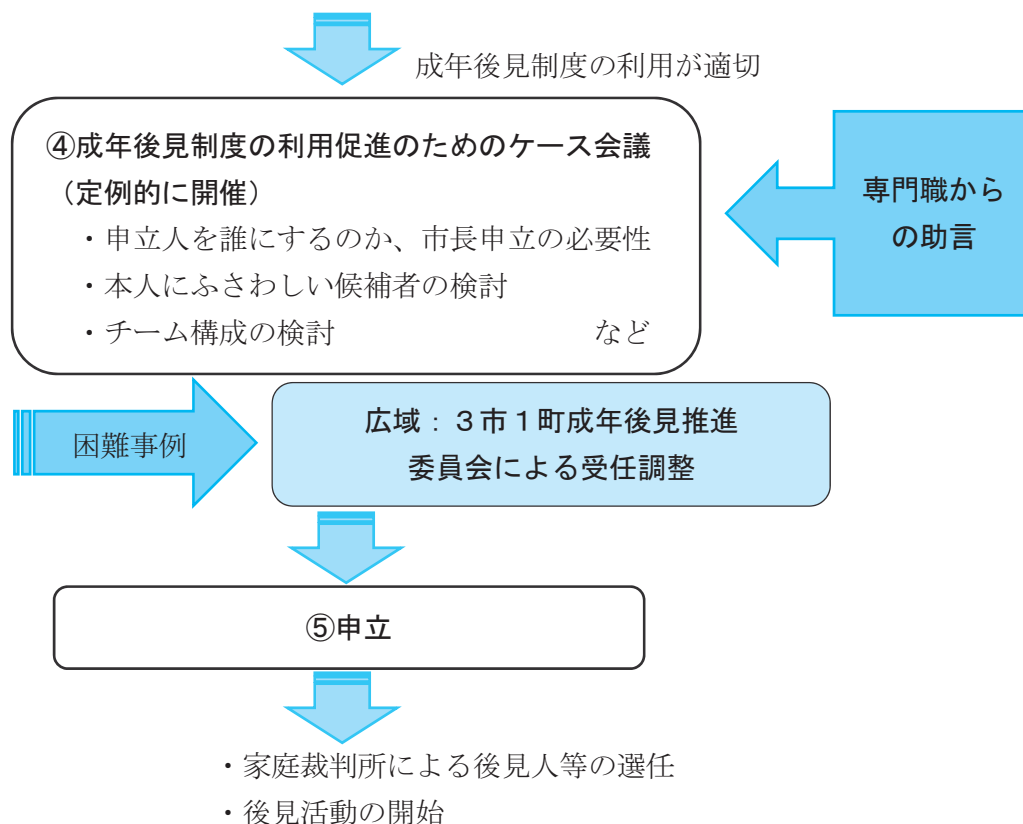 成年後見制度の利用が適切
④成年後見制度の利用促進のためのケース会議
（定例的に開催）
・申立人を誰にするのか、市長申立の必要性
・本人にふさわしい候補者の検討
・チーム構成の検討　　　　　　　　など
専門職から
の助言
困難事例
広域：３市１町成年後見推進
委員会による受任調整
⑤申立
・家庭裁判所による後見人等の選任
・後見活動の開始